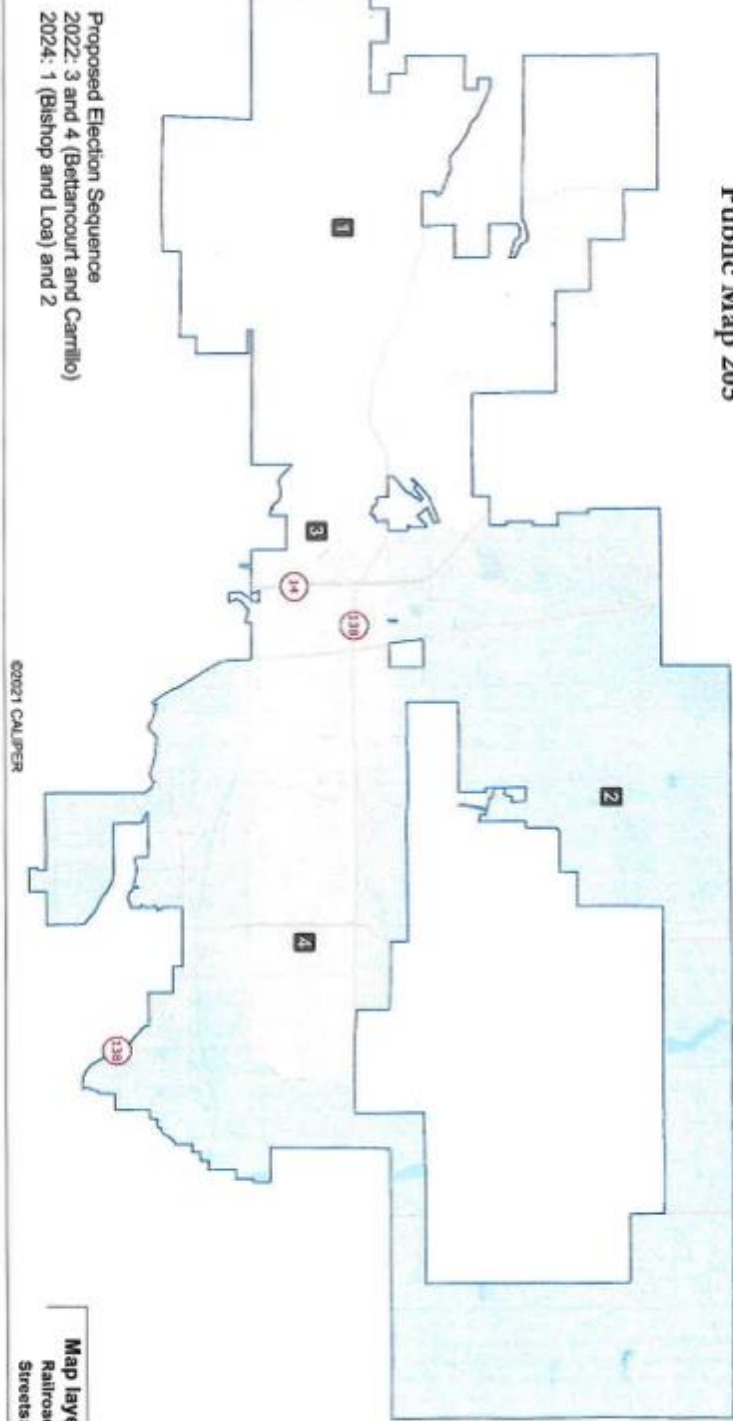 Public Map 205
2
138
1
3
4
14
138
Proposed Election Sequence
2022: 3 and 4 (Bettancourt and Carrillo)
2024: 1 (Bishop and Loa) and 2
©2021 CALIPER
Map laye
Railroa
Streets